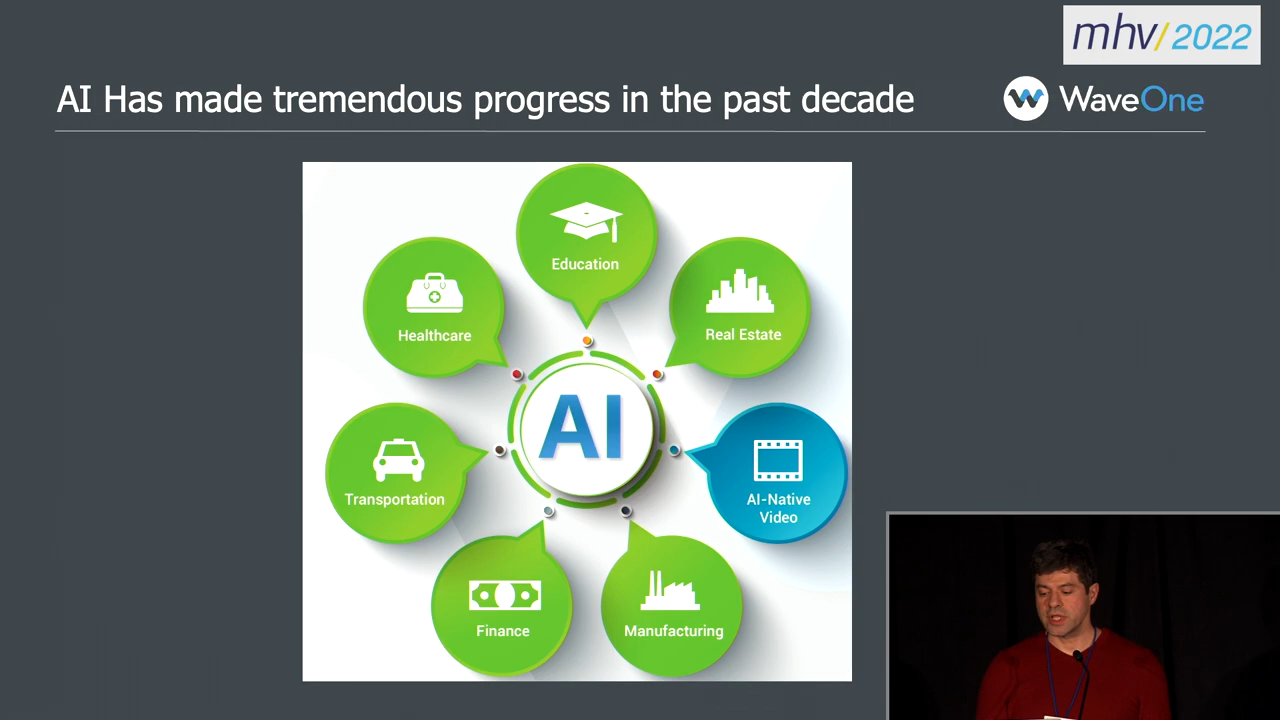 mhv/2022
AI Has made tremendous progress in the past decade
WaveOne
Education
Healthcare
Real Estate
AI
Transportation
AI-Native
Video
Finance
Manufacturing